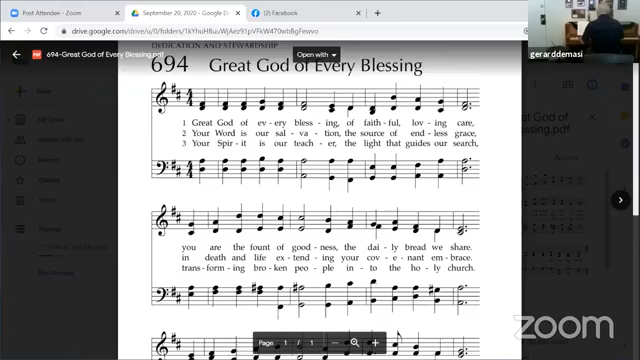 Post Attendee - Zoom
September 20, 2020 - Google D
(2) Facebook
drive.google.com/drive/u/0/folders/1kYhuH8uuWjAez91pVFkW470wb8gFewvo
gerarddemasi
694-Great God of Every Blessing.pdf
Open with
DEDICATION AND STEWARDSHIP
694 Great God of Every Blessing
1 Great God of ev - ery bless - ing, of faith - ful, lov - ing care,
2 Your Word is our sal - va - tion, the source of end - less grace,
3 Your Spir - it is our teach - er, the light that guides our search,
you are the fount of good - ness, the dai - ly bread we share.
in death and life ex - tend - ing your cov - e - nant em - brace.
trans - form - ing bro - ken peo - ple in - to the ho - ly church.
Page 1 / 1
zoom